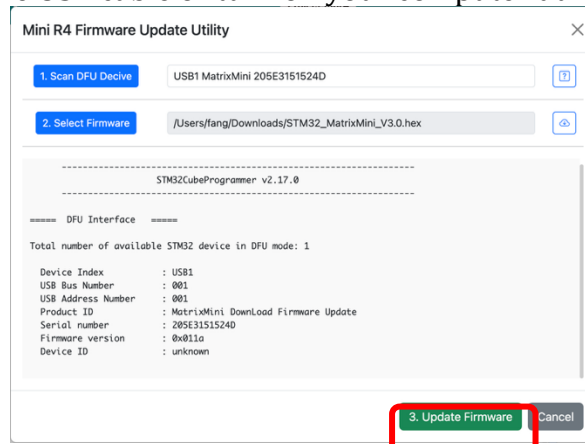 Mini R4 Firmware Update Utility
1. Scan DFU Decive
USB1 MatrixMini 205E3151524D
2. Select Firmware
/Users/fang/Downloads/STM32_MatrixMini_V3.0.hex
-------------------------------------------------------------------
STM32CubeProgrammer v2.17.0
-------------------------------------------------------------------
===== DFU Interface =====
Total number of available STM32 device in DFU mode: 1
Device Index : USB1
USB Bus Number : 001
USB Address Number : 001
Product ID : MatrixMini DownLoad Firmware Update
Serial number : 205E3151524D
Firmware version : 0x011a
Device ID : unknown
3. Update Firmware
Cancel